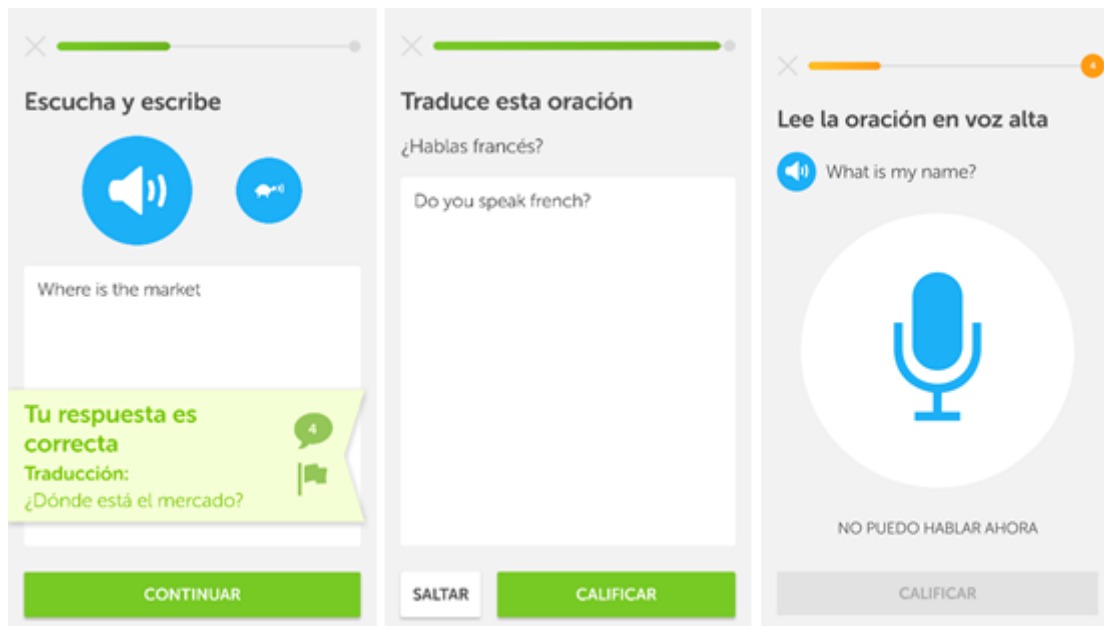 Escucha y escribe
Where is the market
Tu respuesta es
correcta
4
Traducción:
¿Dónde está el mercado?
CONTINUAR
Traduce esta oración
¿Hablas francés?
Do you speak french?
SALTAR
CALIFICAR
4
Lee la oración en voz alta
What is my name?
NO PUEDO HABLAR AHORA
CALIFICAR